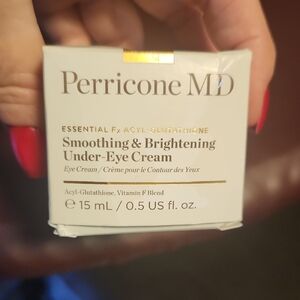 Perricone MD
ESSENTIAL Fx ACYL-GLUTATHIONE
Smoothing & Brightening
Under-Eye Cream
Eye Cream / Crème pour le Contour des Yeux
Acyl-Glutathione, Vitamin F Blend
℮ 15 mL / 0.5 US fl. oz.